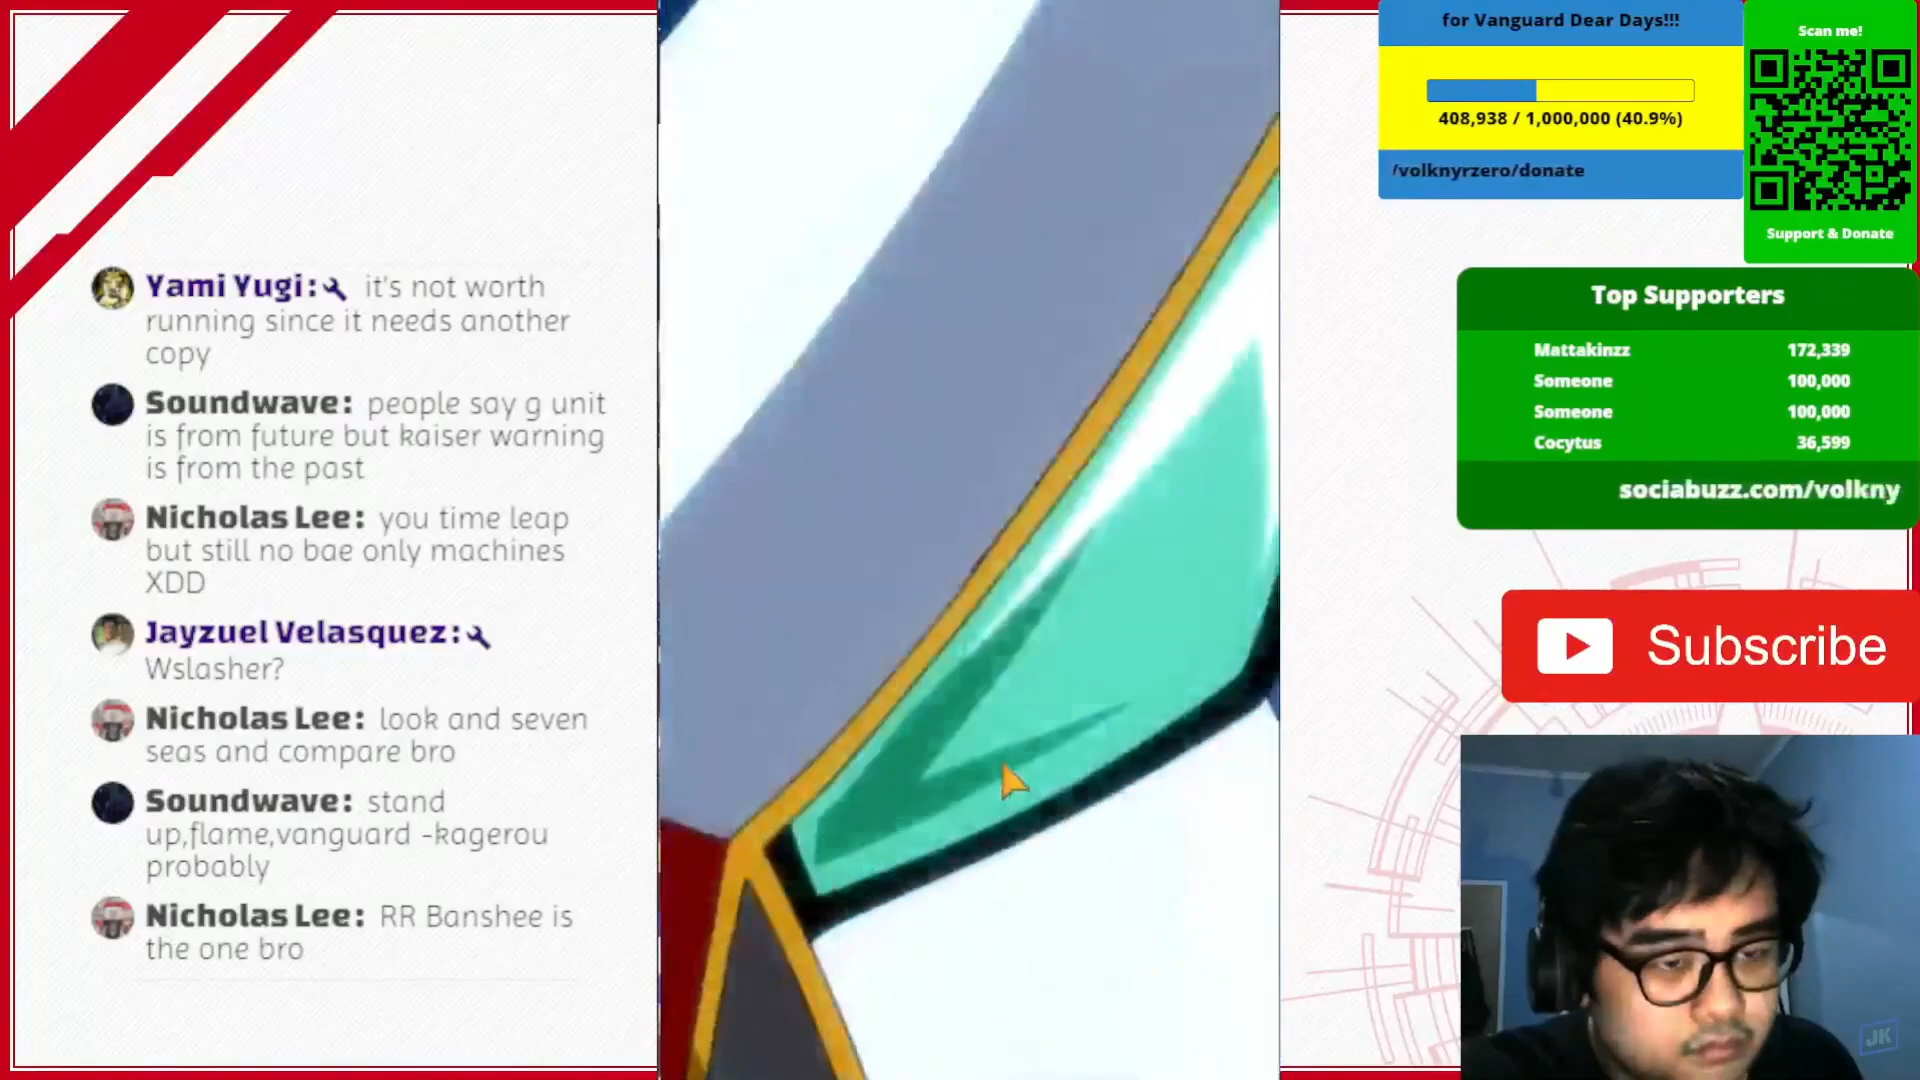 Yami Yugi: it's not worth
running since it needs another
copy
Soundwave: people say g unit
is from future but kaiser warning
is from the past
Nicholas Lee: you time leap
but still no bae only machines
XDD
Jayzuel Velasquez:
Wslasher?
Nicholas Lee: look and seven
seas and compare bro
Soundwave: stand
up,flame,vanguard -kagerou
probably
Nicholas Lee: RR Banshee is
the one bro
for Vanguard Dear Days!!!
408,938 / 1,000,000 (40.9%)
/volknyrzero/donate
Scan me!
Support & Donate
Top Supporters
Mattakinzz 172,339
Someone 100,000
Someone 100,000
Cocytus 36,599
sociabuzz.com/volkny
Subscribe
JK